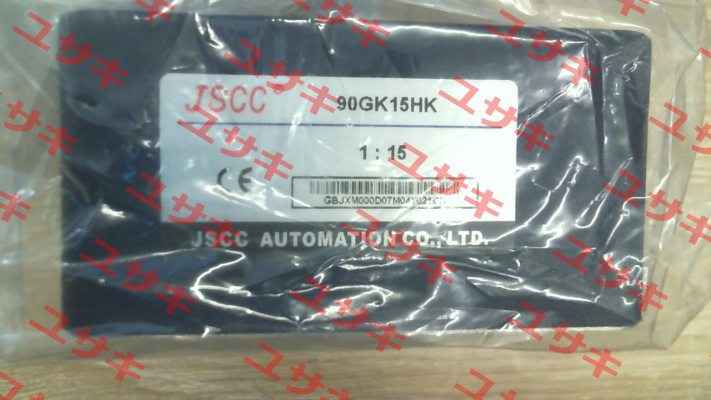 JSCC 90GK15HK
1 : 15
CE
JSCC AUTOMATION CO., LTD.
ユサキ